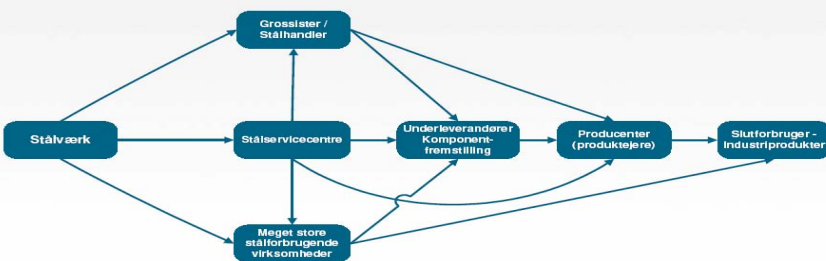 Grossister /
Stålhandler
Stålværk
Stålservicecentre
Underleverandører
Komponent-
fremstilling
Producenter
(produktejere)
Slutforbruger -
Industriprodukter
Meget store
stålforbrugende
virksomheder